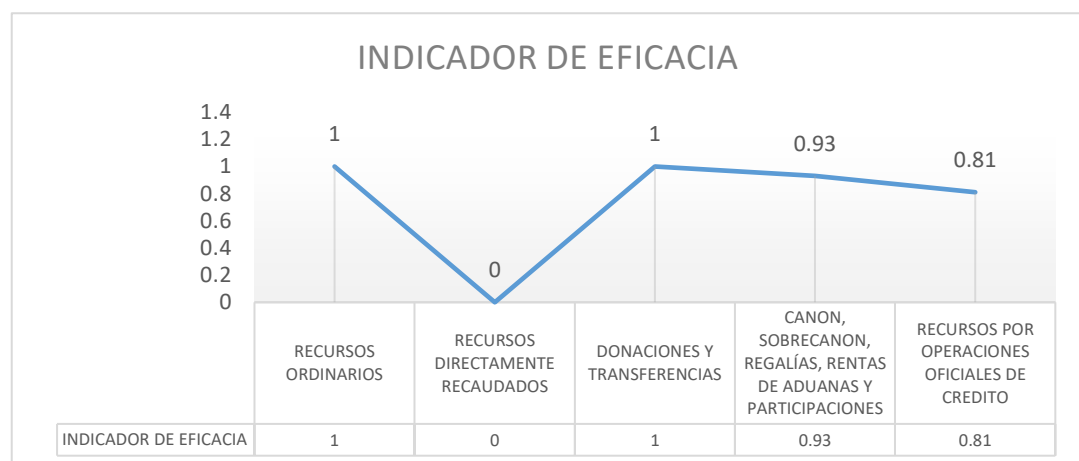 INDICADOR DE EFICACIA
1.4
1.2
1
0.8
0.6
0.4
0.2
0
1
0
1
0.93
0.81
RECURSOS
ORDINARIOS
RECURSOS
DIRECTAMENTE
RECAUDADOS
DONACIONES Y
TRANSFERENCIAS
CANON,
SOBRECANON,
REGALÍAS, RENTAS
DE ADUANAS Y
PARTICIPACIONES
RECURSOS POR
OPERACIONES
OFICIALES DE
CREDITO
INDICADOR DE EFICACIA 1 0 1 0.93 0.81